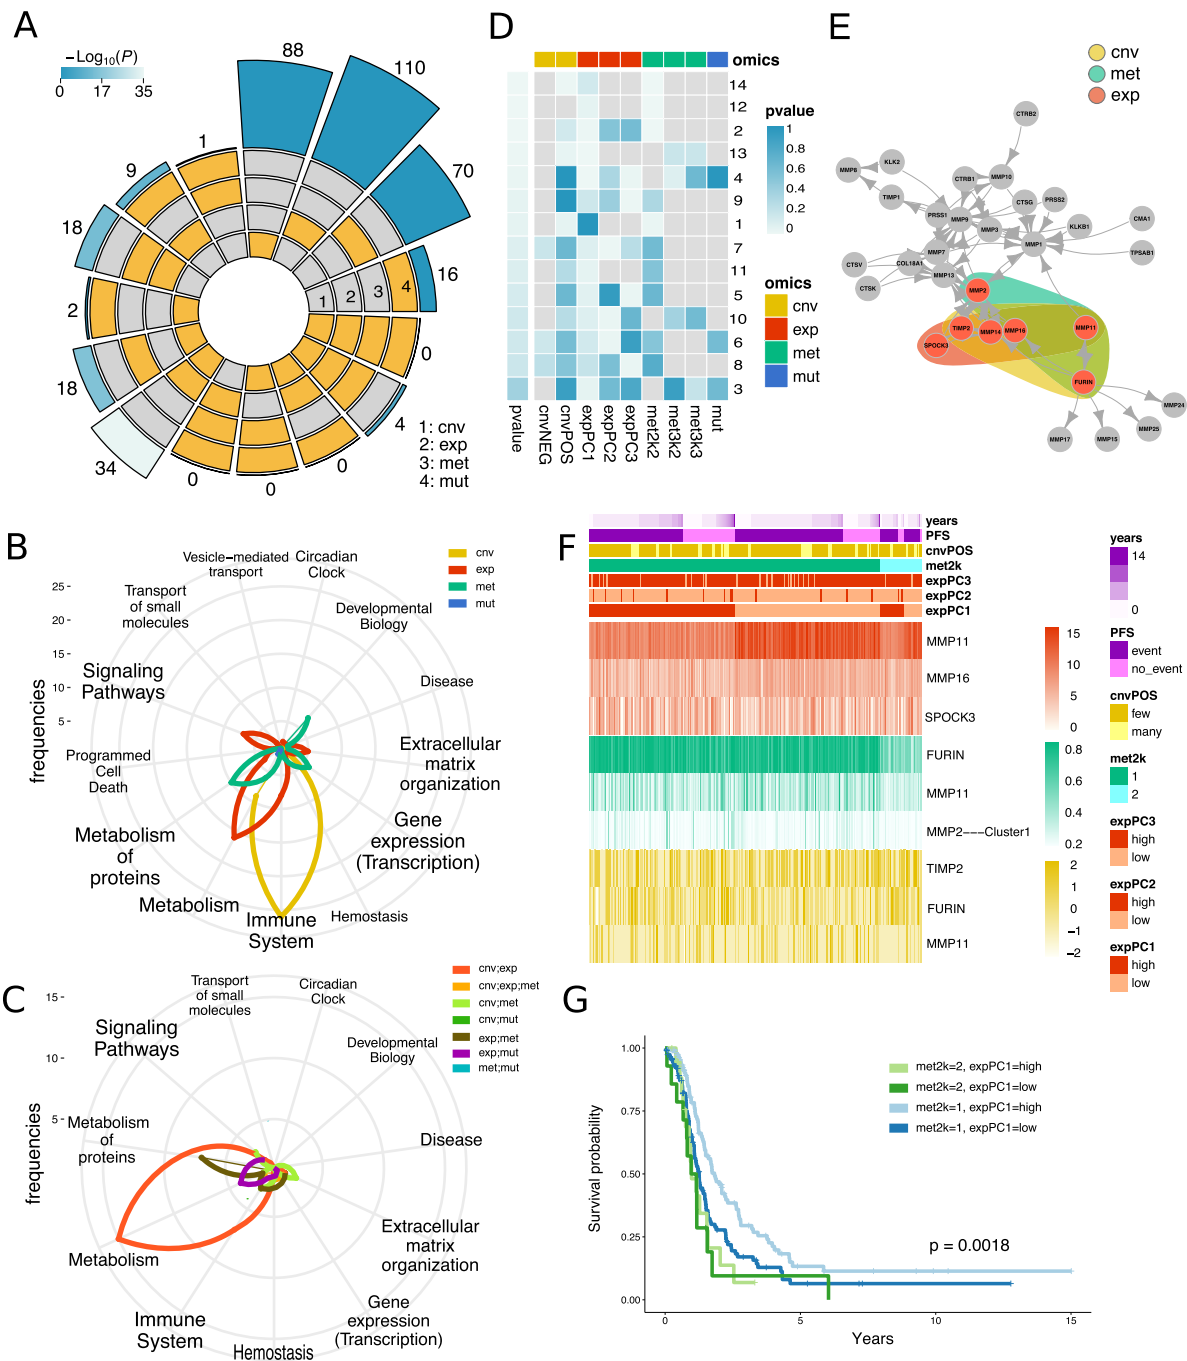 A
−Log10(P)
0 17 35
88
110
70
16
0
4
0
0
0
34
18
2
18
9
1
1 2 3 4
1: cnv
2: exp
3: met
4: mut
D
omics
14
12
2
13
4
9
1
7
11
5
10
6
8
3
pvalue
cnvNEG
cnvPOS
expPC1
expPC2
expPC3
met2k2
met3k2
met3k3
mut
pvalue
1
0.8
0.6
0.4
0.2
0
omics
cnv
exp
met
mut
E
cnv
met
exp
CTRB2
KLK2
MMP8
TIMP1
CTRB1
MMP10
CTSG
PRSS2
PRSS1
MMP9
MMP3
KLKB1
CMA1
MMP1
TPSAB1
MMP7
CTSV
COL18A1
MMP13
CTSK
MMP2
TIMP2
MMP14
MMP16
MMP11
SPOCK3
FURIN
MMP24
MMP25
MMP15
MMP17
B
frequencies
25
20
15
10
5
Vesicle−mediated
transport
Circadian
Clock
Developmental
Biology
Disease
Extracellular
matrix
organization
Gene
expression
(Transcription)
Hemostasis
Immune
System
Metabolism
Metabolism
of
proteins
Programmed
Cell
Death
Signaling
Pathways
Transport
of small
molecules
cnv
exp
met
mut
C
frequencies
15
10
5
Transport
of small
molecules
Circadian
Clock
Developmental
Biology
Disease
Extracellular
matrix
organization
Gene
expression
(Transcription)
Hemostasis
Immune
System
Metabolism
Metabolism
of
proteins
Signaling
Pathways
cnv;exp
cnv;exp;met
cnv;met
cnv;mut
exp;met
exp;mut
met;mut
F
years
PFS
cnvPOS
met2k
expPC3
expPC2
expPC1
MMP11
MMP16
SPOCK3
FURIN
MMP11
MMP2−−−Cluster1
TIMP2
FURIN
MMP11
15
10
5
0
0.8
0.6
0.4
0.2
2
1
0
−1
−2
years
14
0
PFS
event
no_event
cnvPOS
few
many
met2k
1
2
expPC3
high
low
expPC2
high
low
expPC1
high
low
G
Survival probability
1.00
0.75
0.50
0.25
0.00
met2k=2, expPC1=high
met2k=2, expPC1=low
met2k=1, expPC1=high
met2k=1, expPC1=low
p = 0.0018
0 5 10 15
Years